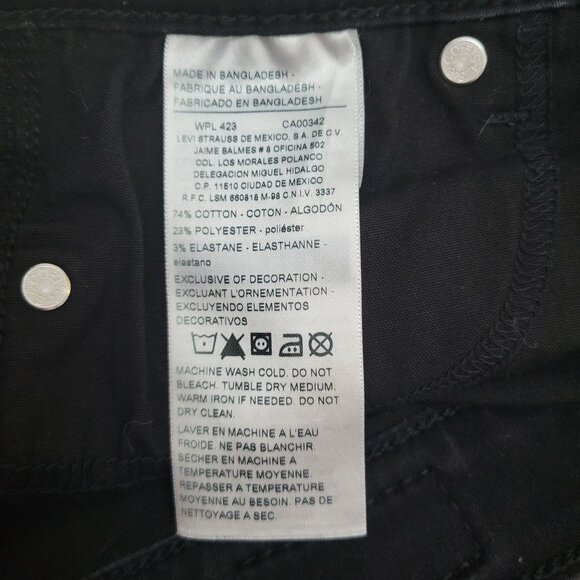 MADE IN BANGLADESH -
FABRIQUE AU BANGLADESH -
FABRICADO EN BANGLADESH
WPL 423 CA00342
LEVI STRAUSS DE MEXICO, S.A. DE C.V
JAIME BALMES # 8 OFICINA 502
COL. LOS MORALES POLANCO
DELEGACION MIGUEL HIDALGO
C.P. 11510 CIUDAD DE MEXICO
R.F.C. LSM 860818 M-98 C.N.I.V. 3337
74% COTTON - COTON - ALGODÓN
23% POLYESTER - poliéster
3% ELASTANE - ELASTHANNE -
elastano
EXCLUSIVE OF DECORATION -
EXCLUANT L'ORNEMENTATION -
EXCLUYENDO ELEMENTOS
DECORATIVOS
MACHINE WASH COLD. DO NOT
BLEACH. TUMBLE DRY MEDIUM.
WARM IRON IF NEEDED. DO NOT
DRY CLEAN.
LAVER EN MACHINE A L'EAU
FROIDE. NE PAS BLANCHIR.
SECHER EN MACHINE A
TEMPERATURE MOYENNE.
REPASSER A TEMPERATURE
MOYENNE AU BESOIN. PAS DE
NETTOYAGE A SEC.